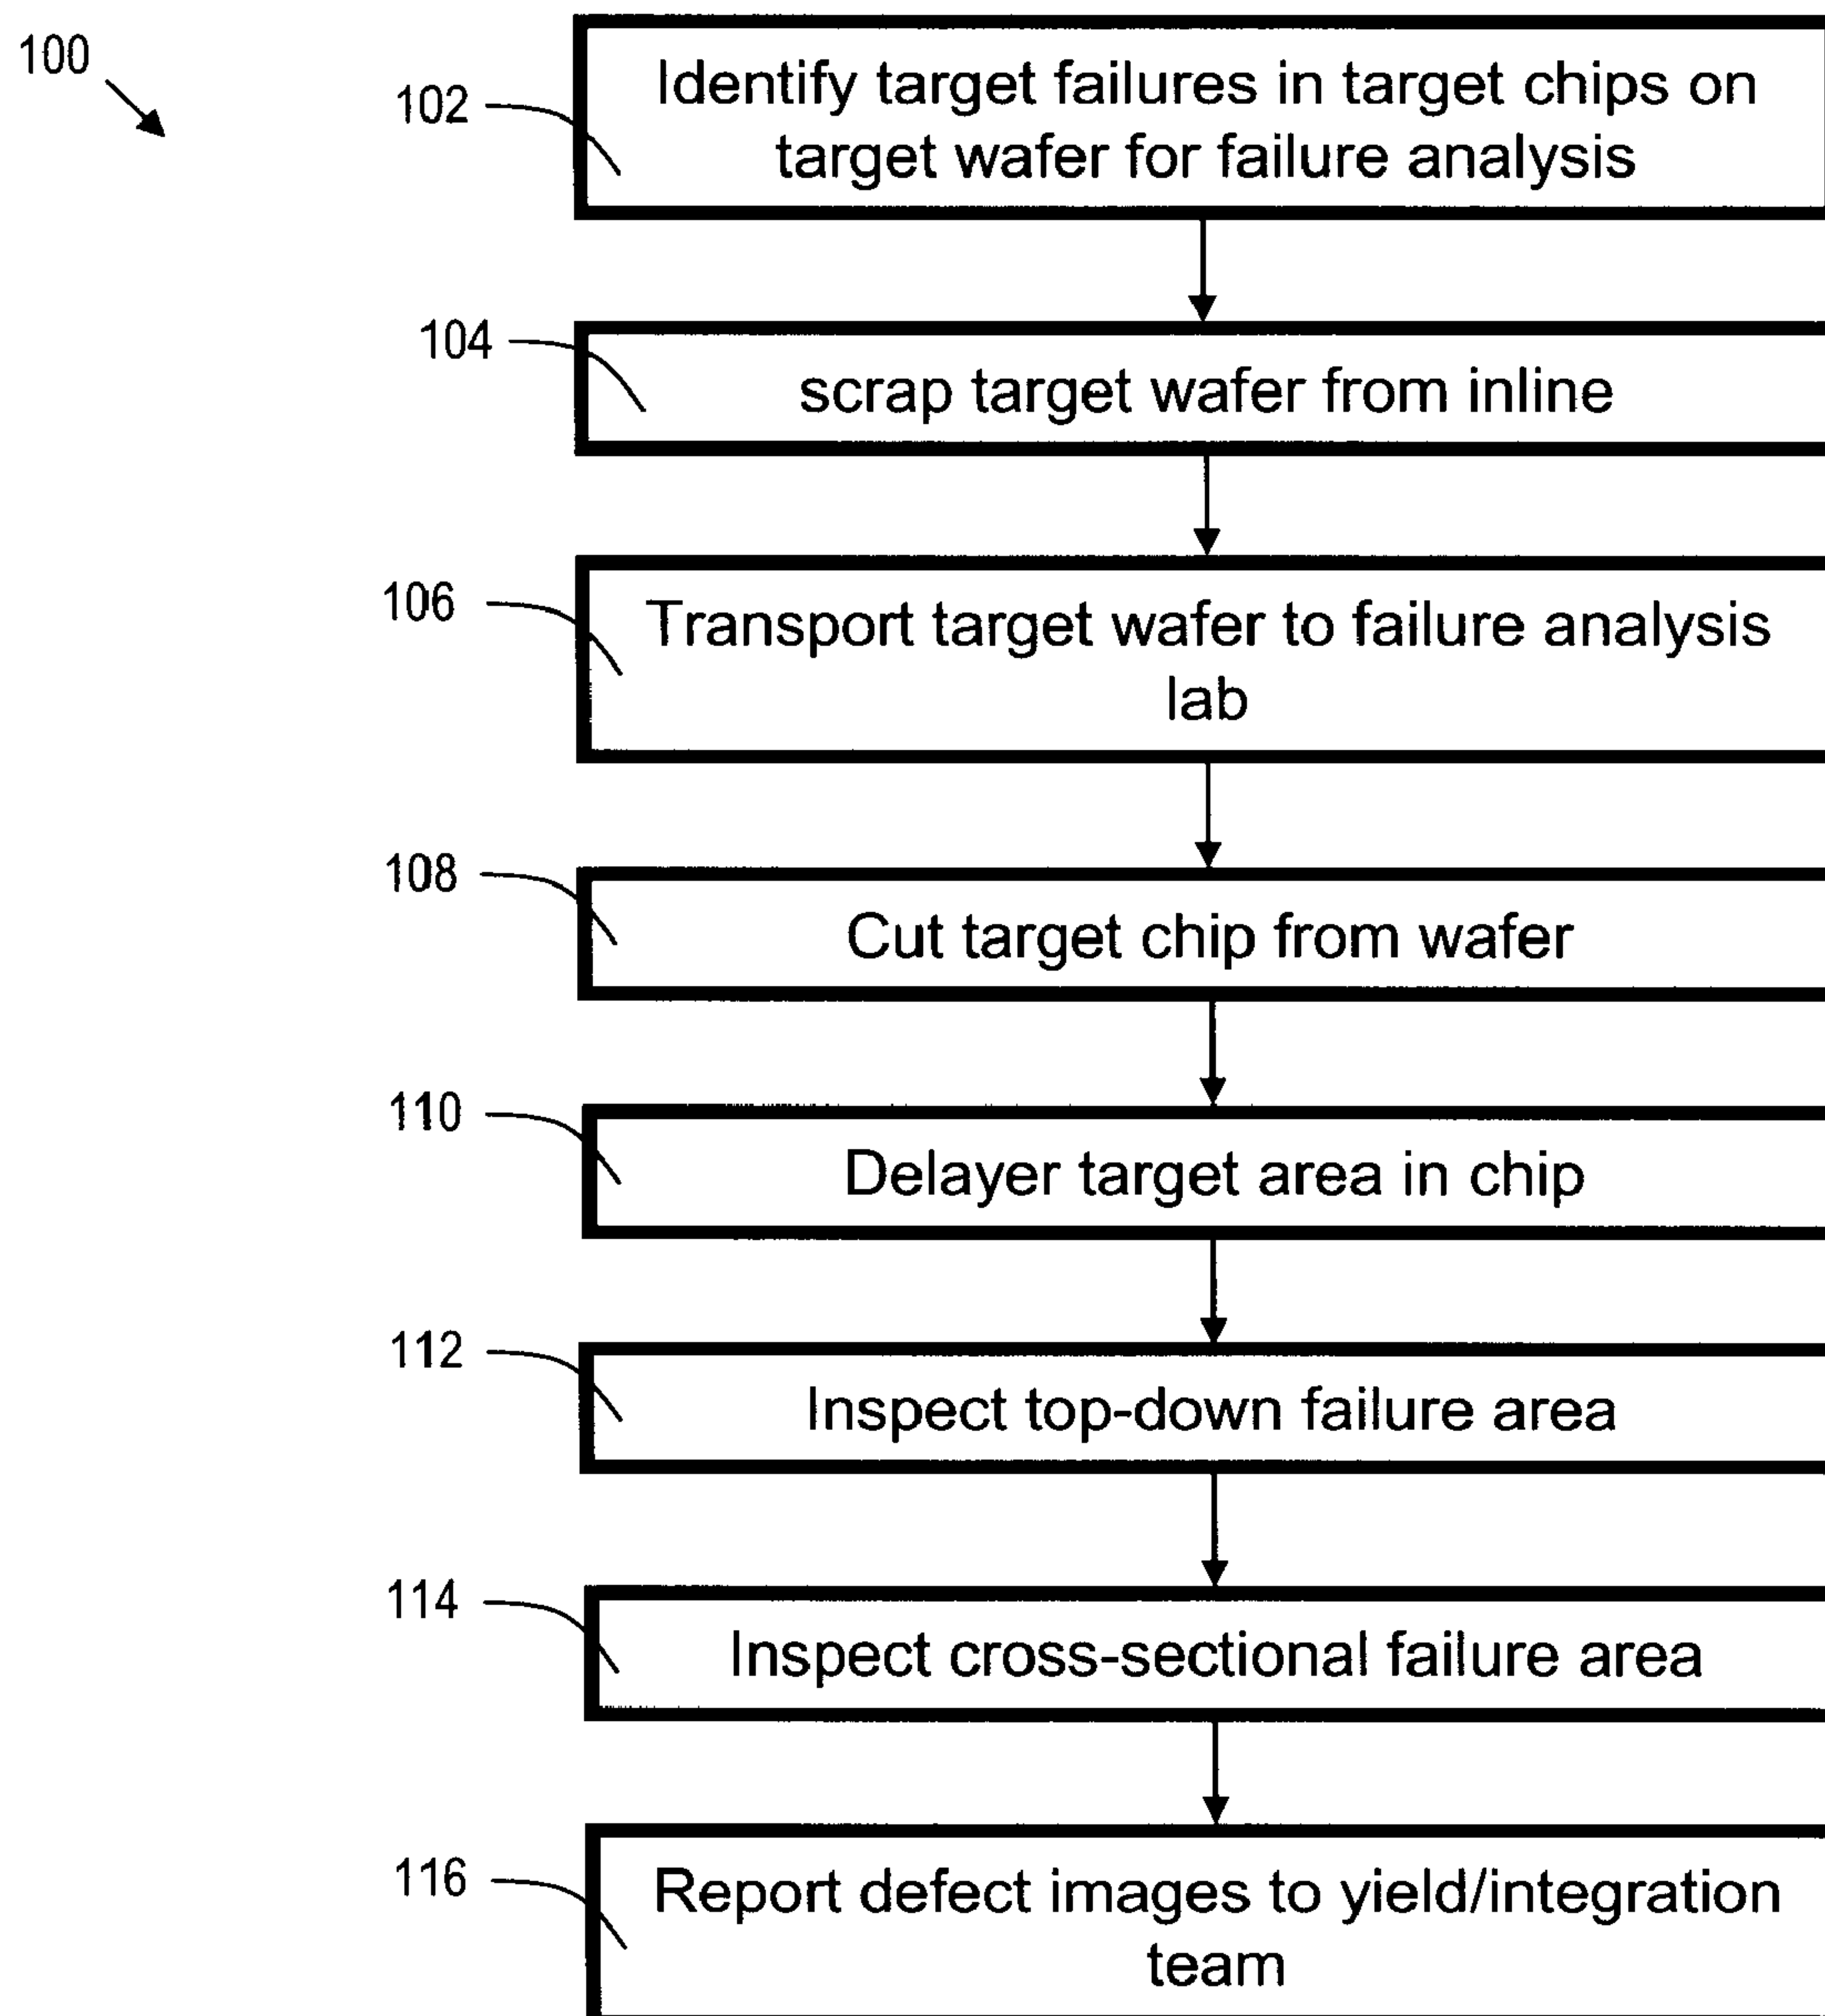 100
102
Identify target failures in target chips on
target wafer for failure analysis
104
scrap target wafer from inline
106
Transport target wafer to failure analysis
lab
108
Cut target chip from wafer
110
Delayer target area in chip
112
Inspect top-down failure area
114
Inspect cross-sectional failure area
116
Report defect images to yield/integration
team